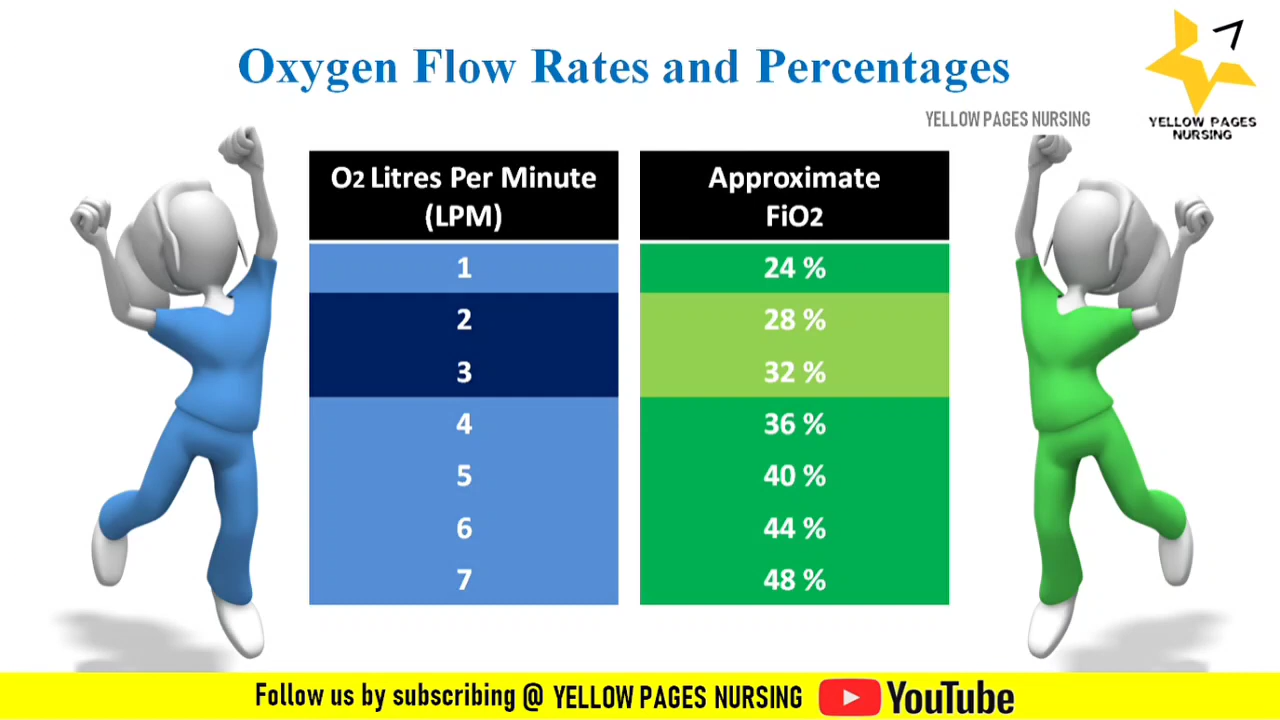 Oxygen Flow Rates and Percentages
YELLOW PAGES NURSING
YELLOW PAGES
NURSING
O2 Litres Per Minute
(LPM)
Approximate
FiO2
1
24 %
2
28 %
3
32 %
4
36 %
5
40 %
6
44 %
7
48 %
Follow us by subscribing @ YELLOW PAGES NURSING YouTube